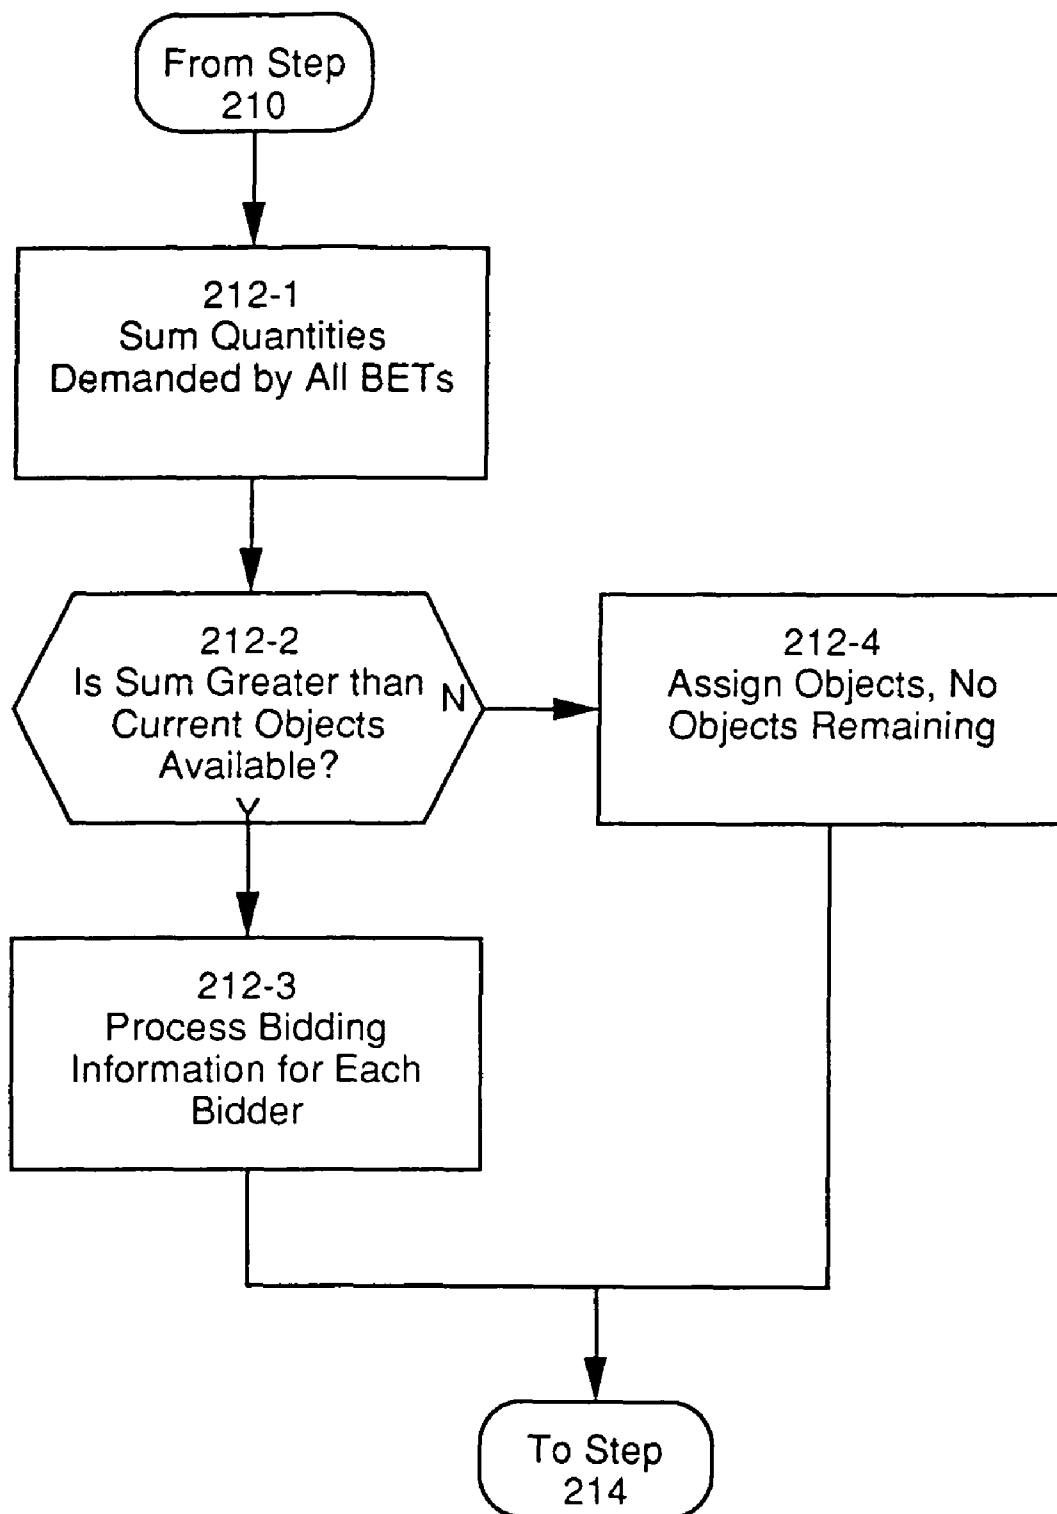 From Step
210
212-1
Sum Quantities
Demanded by All BETs
212-2
Is Sum Greater than
Current Objects
Available?
N
Y
212-4
Assign Objects, No
Objects Remaining
212-3
Process Bidding
Information for Each
Bidder
To Step
214